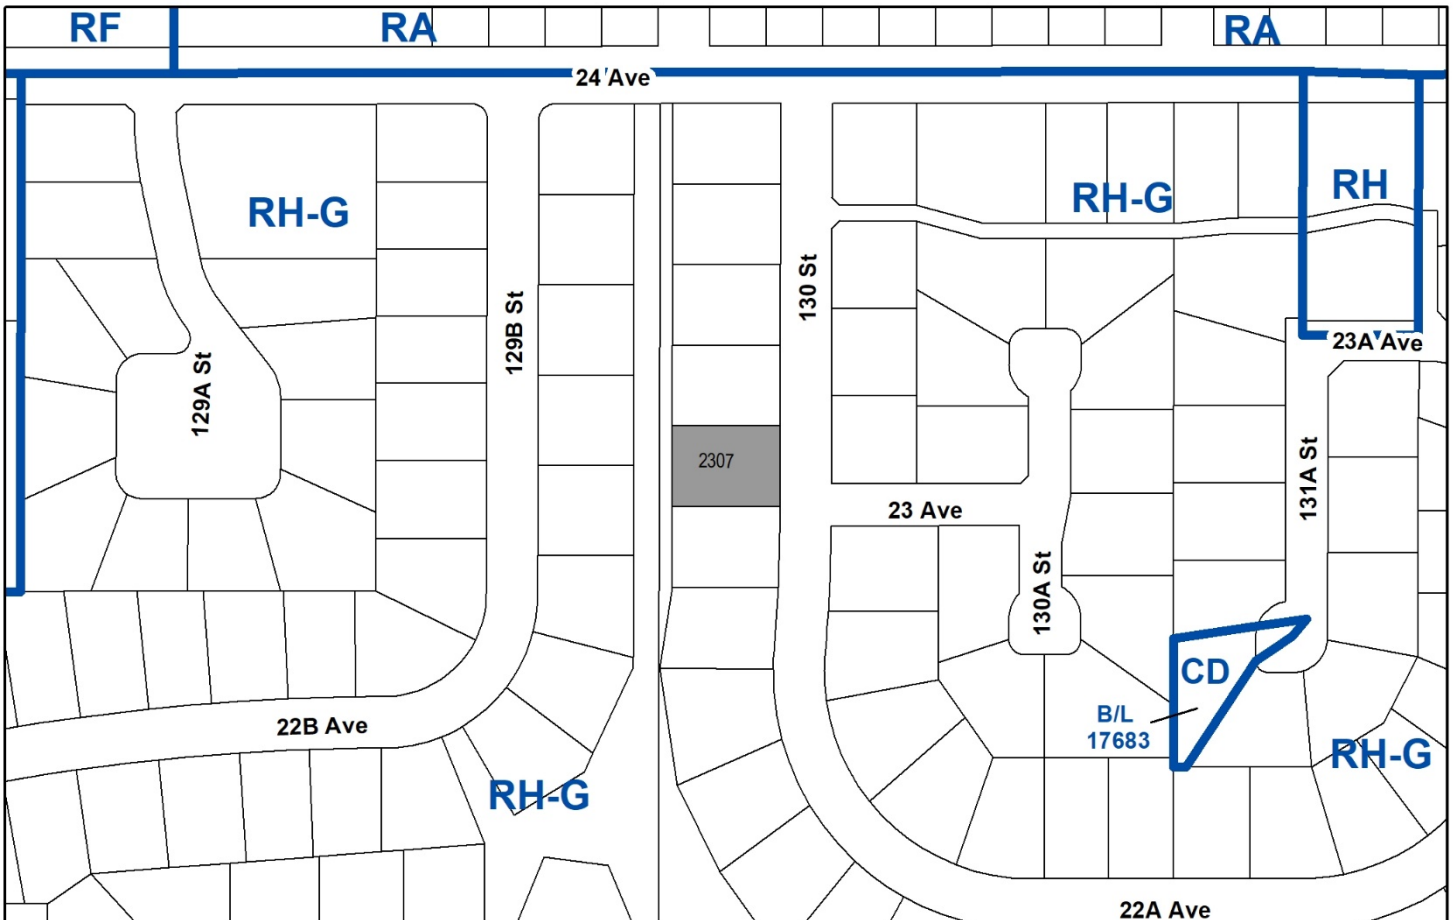 RF
RA
RA
24 Ave
RH-G
RH-G
RH
129A St
129B St
130 St
23A Ave
2307
131A St
23 Ave
130A St
CD
B/L
17683
22B Ave
RH-G
RH-G
22A Ave